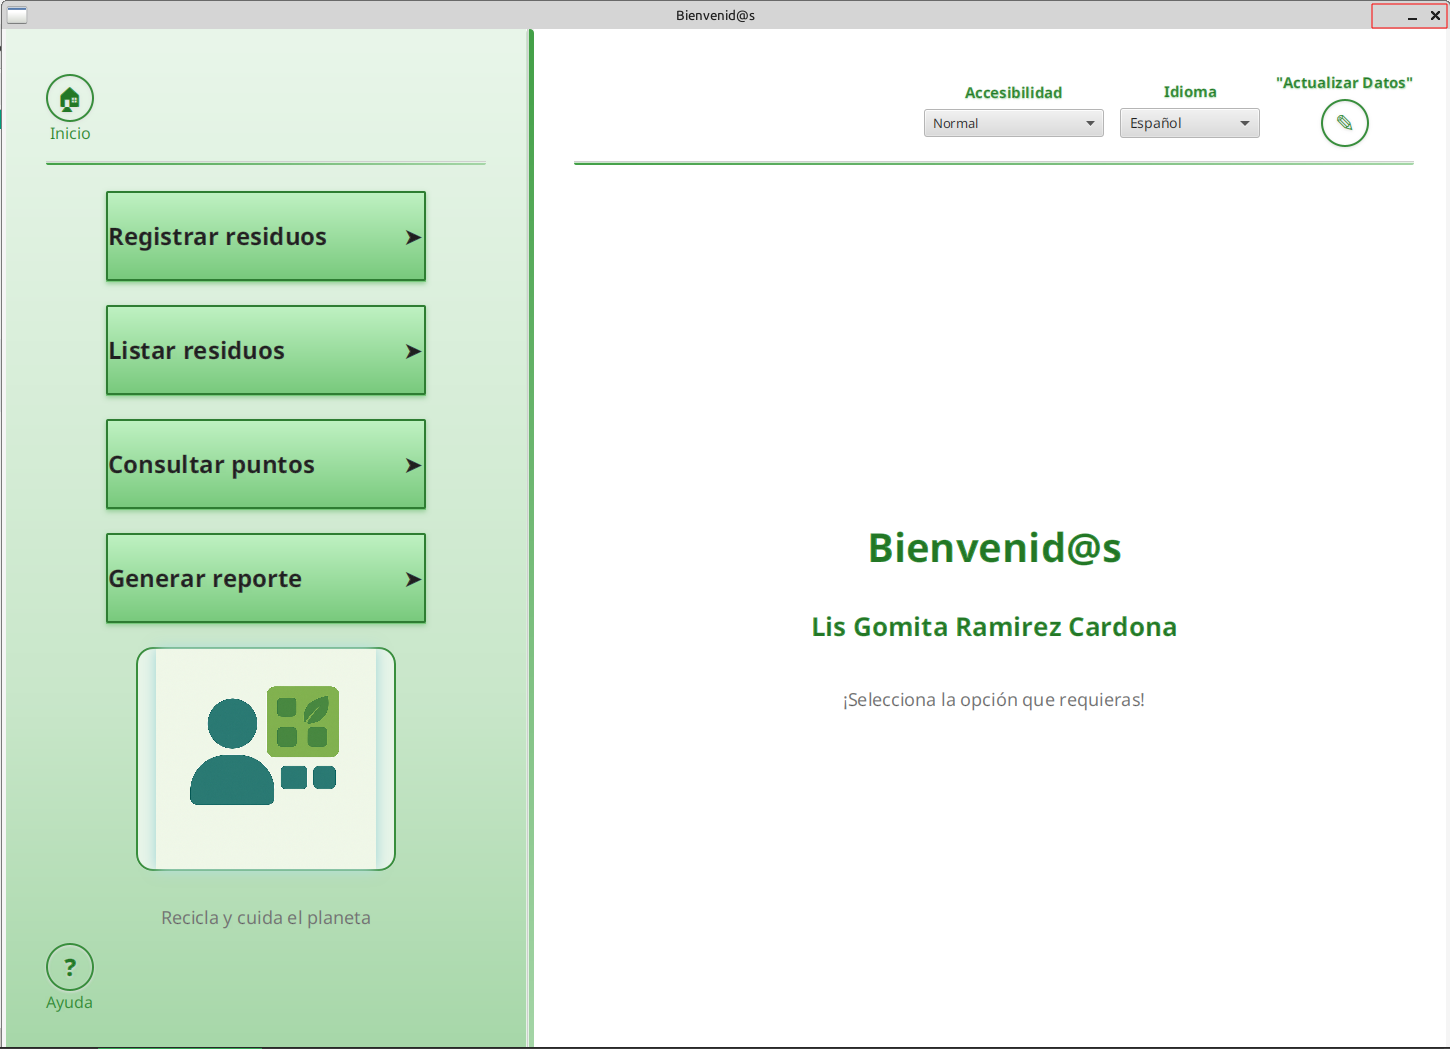 Bienvenid@s
Inicio
Registrar residuos ➤
Listar residuos ➤
Consultar puntos ➤
Generar reporte ➤
Recicla y cuida el planeta
?
Ayuda
Accesibilidad
Normal
Idioma
Español
"Actualizar Datos"
Bienvenid@s
Lis Gomita Ramirez Cardona
¡Selecciona la opción que requieras!